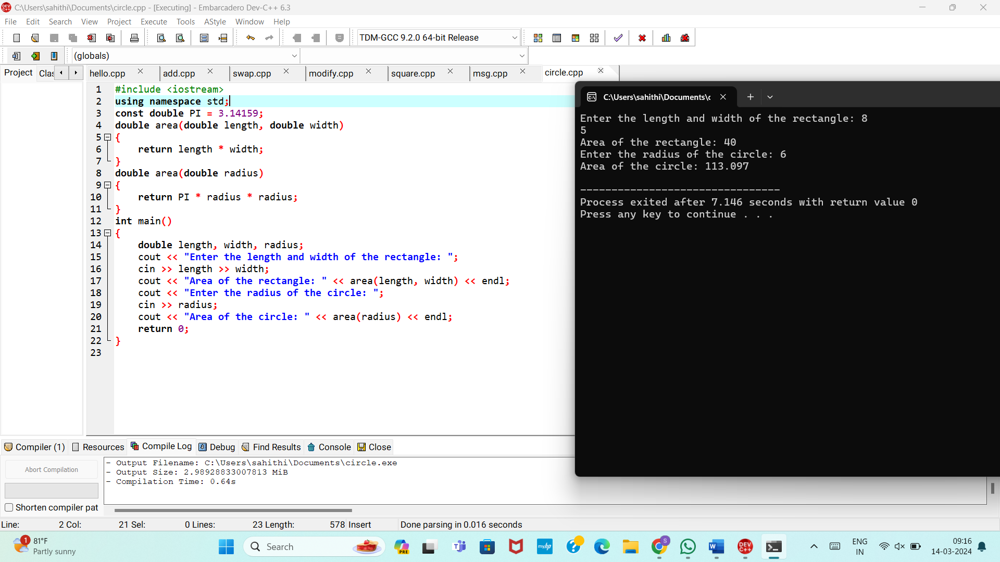 C:\Users\sahithi\Documents\circle.cpp - [Executing] - Embarcadero Dev-C++ 6.3
File Edit Search View Project Execute Tools AStyle Window Help
TDM-GCC 9.2.0 64-bit Release
(globals)
Project Clas hello.cpp add.cpp swap.cpp modify.cpp square.cpp msg.cpp circle.cpp
1 #include <iostream>
2 using namespace std;
3 const double PI = 3.14159;
4 double area(double length, double width)
5 {
6 return length * width;
7 }
8 double area(double radius)
9 {
10 return PI * radius * radius;
11 }
12 int main()
13 {
14 double length, width, radius;
15 cout << "Enter the length and width of the rectangle: ";
16 cin >> length >> width;
17 cout << "Area of the rectangle: " << area(length, width) << endl;
18 cout << "Enter the radius of the circle: ";
19 cin >> radius;
20 cout << "Area of the circle: " << area(radius) << endl;
21 return 0;
22 }
23
C:\Users\sahithi\Documents\c
Enter the length and width of the rectangle: 8
5
Area of the rectangle: 40
Enter the radius of the circle: 6
Area of the circle: 113.097
--------------------------------
Process exited after 7.146 seconds with return value 0
Press any key to continue . . .
Compiler (1) Resources Compile Log Debug Find Results Console Close
Abort Compilation
Shorten compiler pat
- Output Filename: C:\Users\sahithi\Documents\circle.exe
- Output Size: 2.98928833007813 MiB
- Compilation Time: 0.64s
Line: 2 Col: 21 Sel: 0 Lines: 23 Length: 578 Insert Done parsing in 0.016 seconds
1
81°F
Partly sunny
Search
PRE
myhp
S
DEV C++
ENG
IN
09:16
14-03-2024